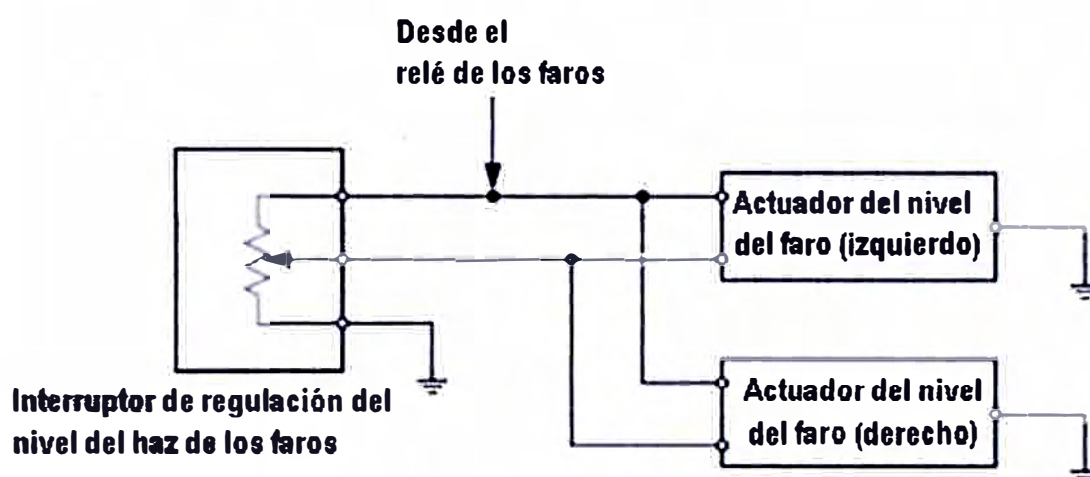 Desde el
relé de los faros
Actuador del nivel
del faro (izquierdo)
Actuador del nivel
del faro (derecho)
Interruptor de regulación del
nivel del haz de los faros